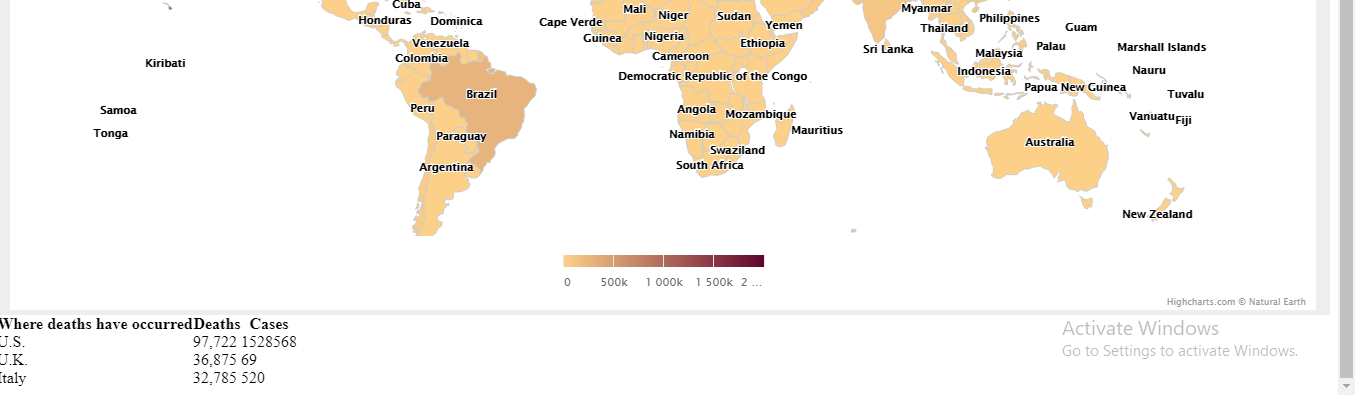 Cuba
Mali
Niger
Sudan
Myanmar
Honduras
Dominica
Cape Verde
Yemen
Philippines
Guam
Thailand
Guinea
Nigeria
Ethiopia
Venezuela
Palau
Marshall Islands
Sri Lanka
Malaysia
Colombia
Cameroon
Kiribati
Indonesia
Nauru
Democratic Republic of the Congo
Papua New Guinea
Brazil
Tuvalu
Samoa
Peru
Angola
Mozambique
Vanuatu
Fiji
Tonga
Paraguay
Namibia
Mauritius
Australia
Swaziland
Argentina
South Africa
New Zealand
0 500k 1 000k 1 500k 2 ...
Highcharts.com © Natural Earth
Where deaths have occurred Deaths Cases
U.S. 97,722 1528568
U.K. 36,875 69
Italy 32,785 520
Activate Windows
Go to Settings to activate Windows.